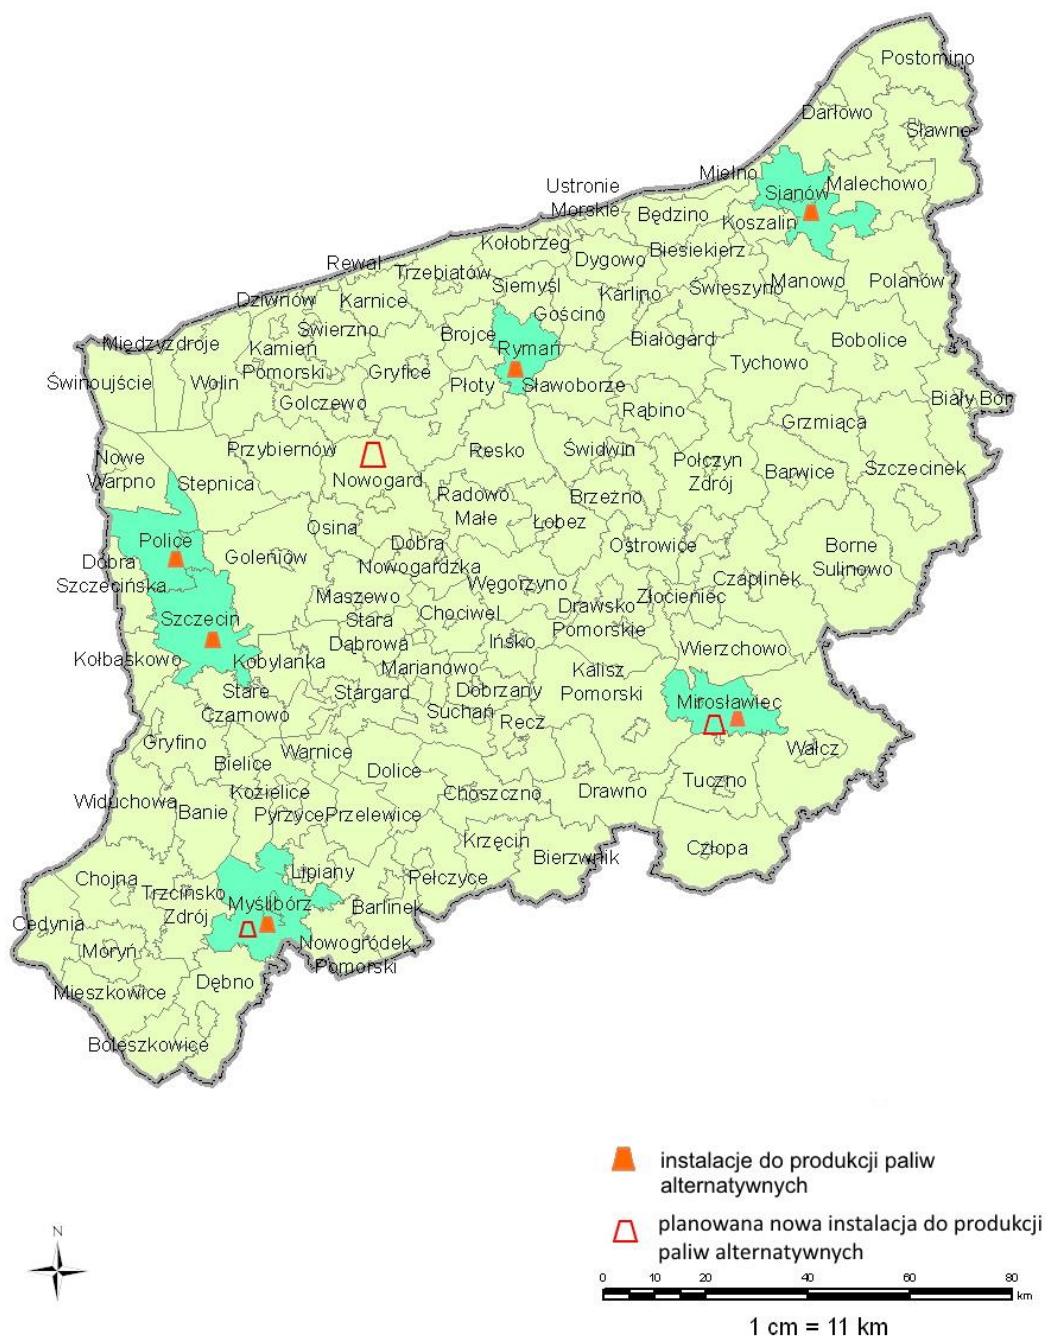 Postomino
Darłowo
Sławno
Mielno
Sianów
Malechowo
Ustronie
Morskie
Będzino
Koszalin
Kołobrzeg
Dygowo
Biesiekierz
Rewal
Trzebiatów
Siemyśl
Karlino
Świeszyno
Manowo
Polanów
Dziwnów
Karnice
Gościno
Świerzno
Brojce
Rymań
Białogard
Bobolice
Międzyzdroje
Kamień
Pomorski
Tychowo
Świnoujście
Wolin
Gryfice
Płoty
Sławoborze
Golczewo
Rąbino
Biały Bór
Grzmiąca
Przybiernów
Resko
Świdwin
Nowe
Warpno
Stepnica
Nowogard
Połczyn
Zdrój
Barwice
Szczecinek
Radowo
Małe
Brzeżno
Osina
Łobez
Police
Dobra
Szczecińska
Goleniów
Dobra
Nowogardzka
Ostrowice
Borne
Sulinowo
Węgorzyno
Czaplinek
Maszewo
Chociwel
Drawsko
Pomorskie
Złocieniec
Szczecin
Stara
Dąbrowa
Ińsko
Wierzchowo
Kołbaskowo
Kobylanka
Marianowo
Kalisz
Pomorski
Stare
Czarnowo
Stargard
Dobrzany
Suchań
Recz
Mirosławiec
Gryfino
Warnice
Wałcz
Bielice
Dolice
Tuczno
Widuchowa
Kozielice
Choszczno
Drawno
Banie
Pyrzyce
Przelewice
Krzęcin
Bierzwnik
Człopa
Chojna
Trzcińsko
Zdrój
Lipiany
Pełczyce
Myślibórz
Barlinek
Cedynia
Moryń
Nowogródek
Pomorski
Mieszkowice
Dębno
Boleszkowice
instalacje do produkcji paliw
alternatywnych
planowana nowa instalacja do produkcji
paliw alternatywnych
N
0 10 20 40 60 80
km
1 cm = 11 km